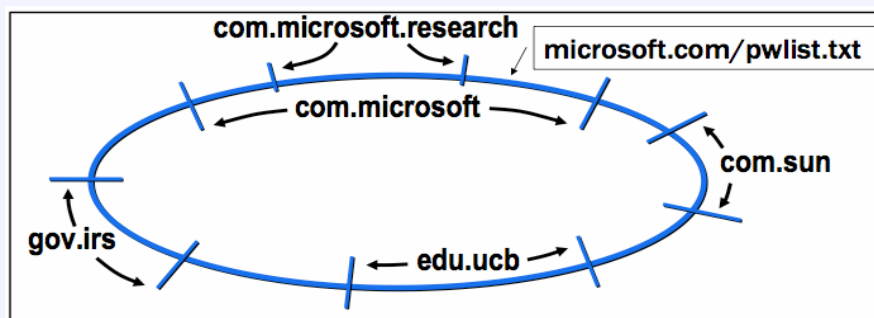 com.microsoft.research
microsoft.com/pwlist.txt
com.microsoft
com.sun
gov.irs
edu.ucb